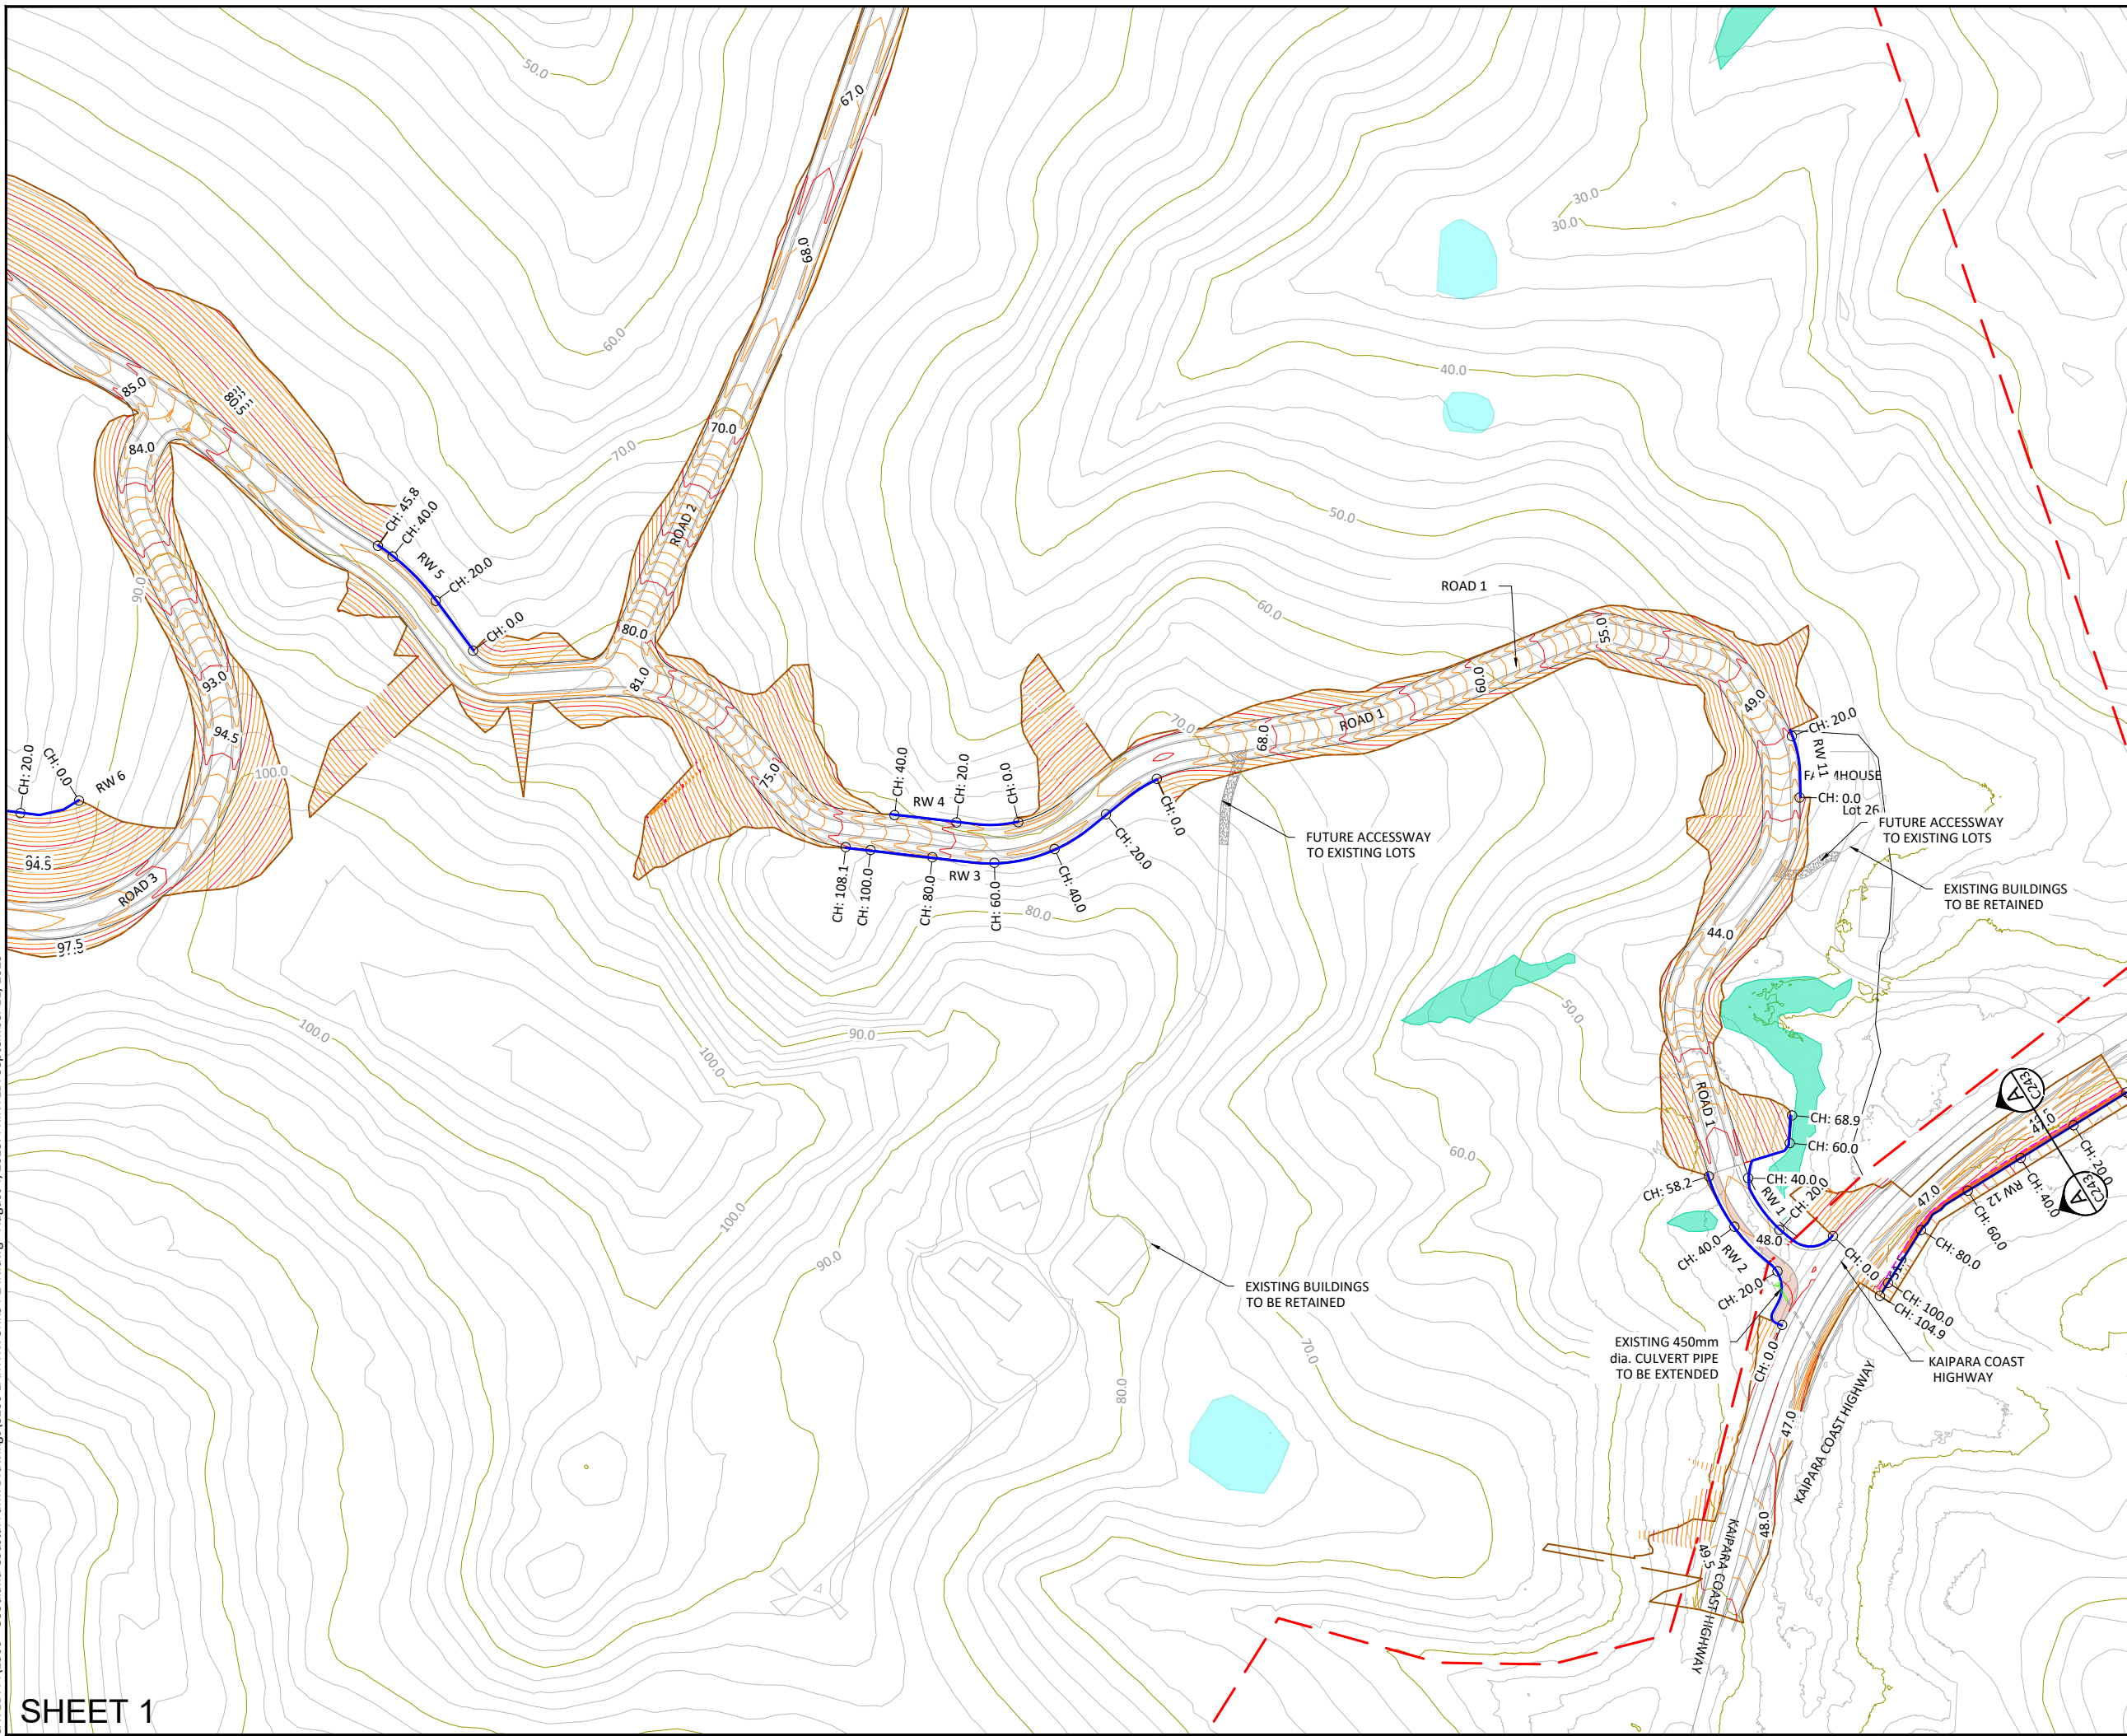 50.0
67.0
30.0
30.0
68.0
60.0
40.0
85.0
80.5
70.0
84.0
70.0
CH: 45.8
CH: 40.0
RW 5
CH: 20.0
CH: 0.0
ROAD 2
50.0
90.0
ROAD 1
60.0
80.0
81.0
55.0
60.0
93.0
94.5
49.0
CH: 20.0
RW 11
70.0
68.0
ROAD 1
CH: 20.0
CH: 0.0
RW 6
100.0
75.0
CH: 40.0
RW 4
CH: 20.0
CH: 0.0
CH: 0.0
CH: 20.0
CH: 0.0
Lot 26
FUTURE ACCESSWAY
TO EXISTING LOTS
FUTURE ACCESSWAY
TO EXISTING LOTS
94.5
ROAD 3
CH: 108.1
CH: 100.0
CH: 80.0
RW 3
CH: 60.0
CH: 40.0
EXISTING BUILDINGS
TO BE RETAINED
80.0
44.0
97.5
100.0
90.0
100.0
50.0
ROAD 1
A
C243
47.0
CH: 68.9
CH: 60.0
60.0
CH: 58.2
CH: 40.0
RW 1
CH: 20.0
CH: 20.0
CH: 40.0
RW 12
A
C243
47.0
CH: 60.0
CH: 80.0
100.0
90.0
CH: 40.0
RW 2
48.0
CH: 0.0
CH: 20.0
CH: 100.0
CH: 104.9
EXISTING BUILDINGS
TO BE RETAINED
70.0
EXISTING 450mm
dia. CULVERT PIPE
TO BE EXTENDED
CH: 0.0
KAIPARA COAST
HIGHWAY
80.0
47.0
KAIPARA COAST HIGHWAY
48.0
49.5
KAIPARA COAST HIGHWAY
SHEET 1